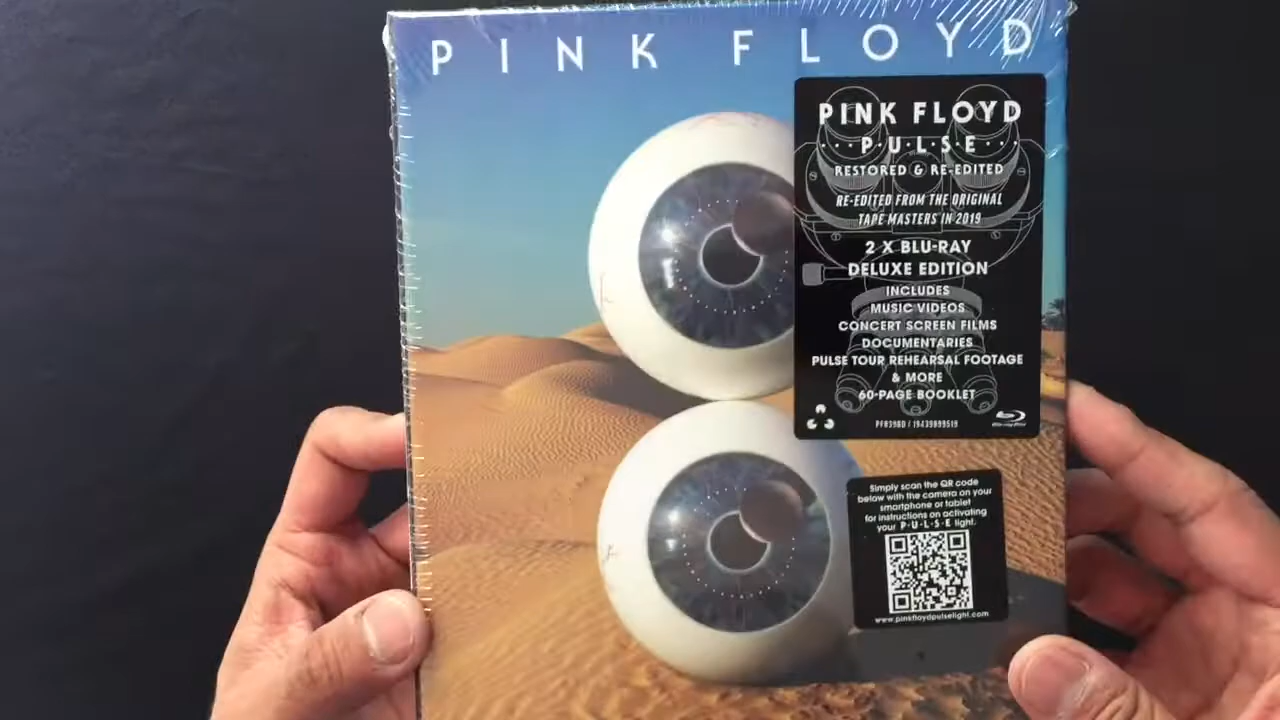 PINK FLOYD
PINK FLOYD
P·U·L·S·E
RESTORED & RE-EDITED
RE-EDITED FROM THE ORIGINAL
TAPE MASTERS IN 2019
2 X BLU-RAY
DELUXE EDITION
INCLUDES
MUSIC VIDEOS
CONCERT SCREEN FILMS
DOCUMENTARIES
PULSE TOUR REHEARSAL FOOTAGE
& MORE
60-PAGE BOOKLET
PFR39BD / 19439899519
Blu-ray Disc
Simply scan the QR code
below with the camera on your
smartphone or tablet
for instructions on activating
your P·U·L·S·E light.
www.pinkfloydpulselight.com